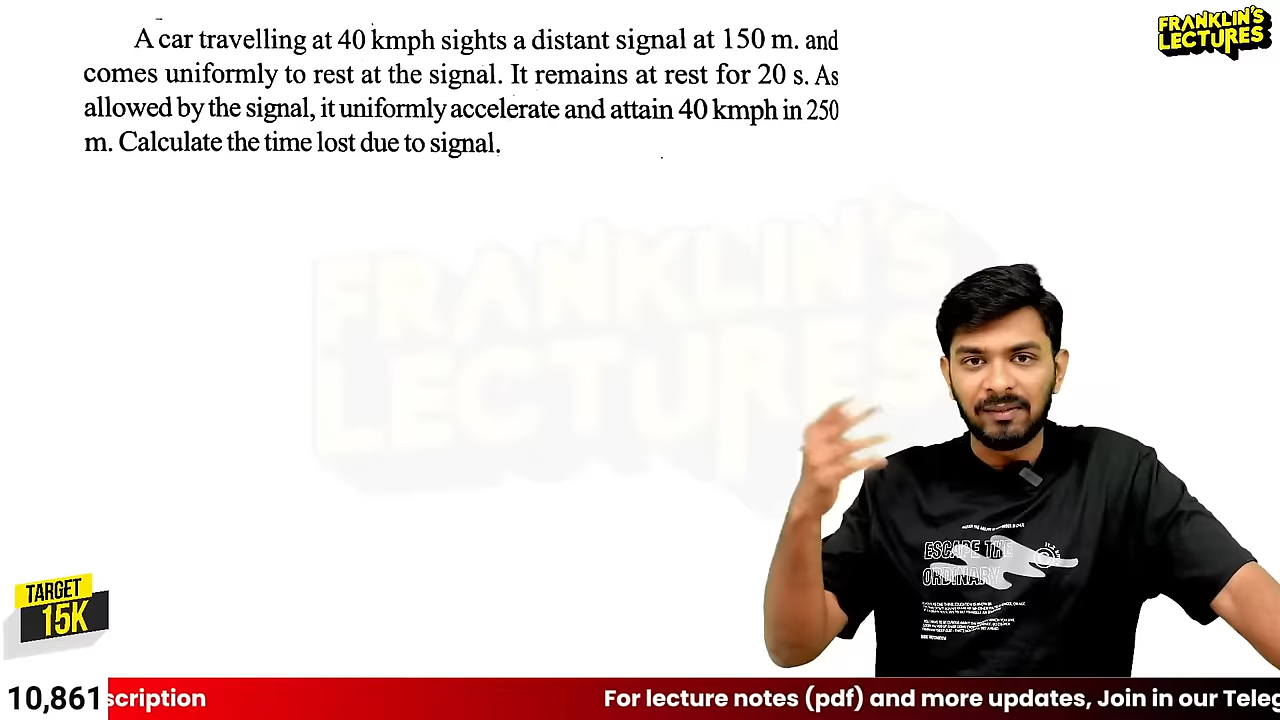 A car travelling at 40 kmph sights a distant signal at 150 m. and
comes uniformly to rest at the signal. It remains at rest for 20 s. As
allowed by the signal, it uniformly accelerate and attain 40 kmph in 250
m. Calculate the time lost due to signal.
FRANKLIN'S
LECTURES
FRANKLIN'S
LECTURES
ESCAPE THE
ORDINARY
TARGET
15K
10,861
scription
For lecture notes (pdf) and more updates, Join in our Teleg